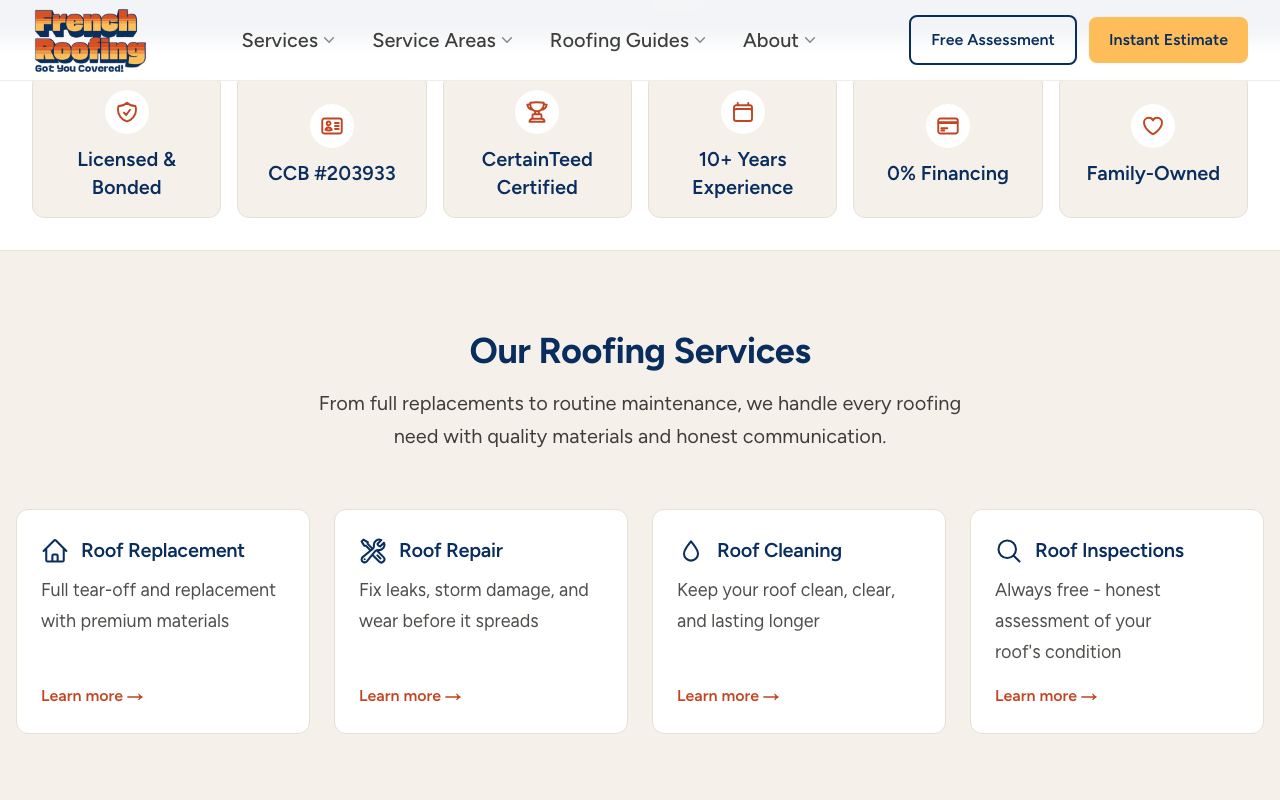 French
Roofing
Got You Covered!
Services
Service Areas
Roofing Guides
About
Free Assessment
Instant Estimate
Licensed &
Bonded
CCB #203933
CertainTeed
Certified
10+ Years
Experience
0% Financing
Family-Owned
Our Roofing Services
From full replacements to routine maintenance, we handle every roofing
need with quality materials and honest communication.
Roof Replacement
Full tear-off and replacement
with premium materials
Learn more →
Roof Repair
Fix leaks, storm damage, and
wear before it spreads
Learn more →
Roof Cleaning
Keep your roof clean, clear,
and lasting longer
Learn more →
Roof Inspections
Always free - honest
assessment of your
roof's condition
Learn more →